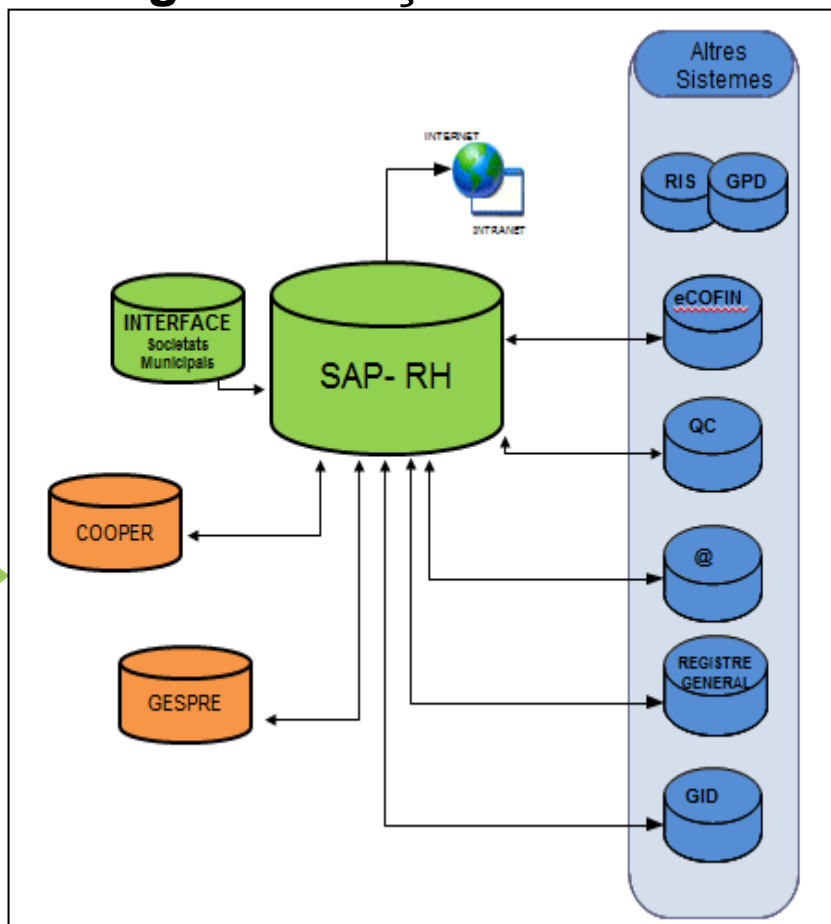 Altres
Sistemes
INTERNET
INTRANET
RIS
GPD
eCOFIN
INTERFACE
Societats
Municipals
SAP- RH
QC
COOPER
@
REGISTRE
GENERAL
GESPRE
GID